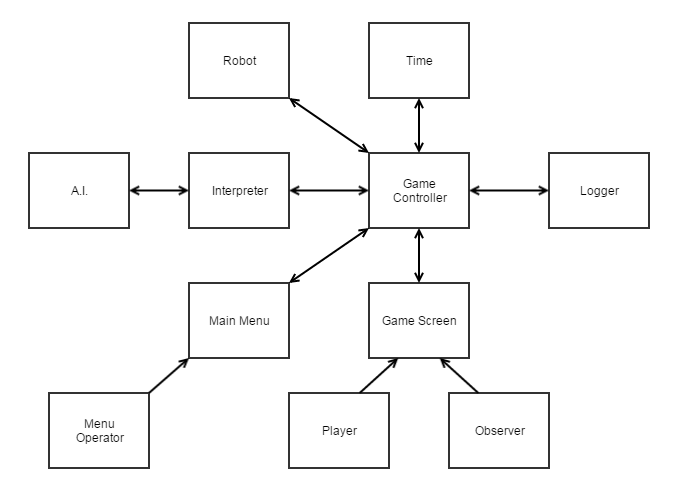 Robot
Time
A.I.
Interpreter
Game
Controller
Logger
Main Menu
Game Screen
Menu
Operator
Player
Observer